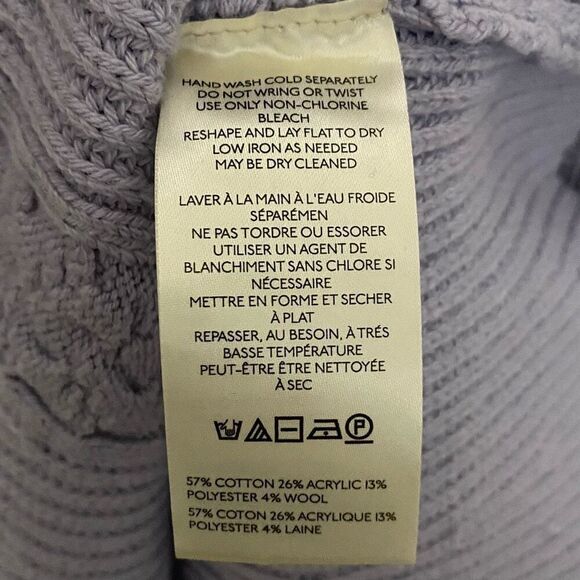 HAND WASH COLD SEPARATELY
DO NOT WRING OR TWIST
USE ONLY NON-CHLORINE
BLEACH
RESHAPE AND LAY FLAT TO DRY
LOW IRON AS NEEDED
MAY BE DRY CLEANED
LAVER À LA MAIN À L'EAU FROIDE
SÉPARÉMEN
NE PAS TORDRE OU ESSORER
UTILISER UN AGENT DE
BLANCHIMENT SANS CHLORE SI
NÉCESSAIRE
METTRE EN FORME ET SECHER
À PLAT
REPASSER, AU BESOIN, À TRÉS
BASSE TEMPÉRATURE
PEUT-ÊTRE ÊTRE NETTOYÉE
À SEC
P
57% COTTON 26% ACRYLIC 13%
POLYESTER 4% WOOL
57% COTON 26% ACRYLIQUE 13%
POLYESTER 4% LAINE